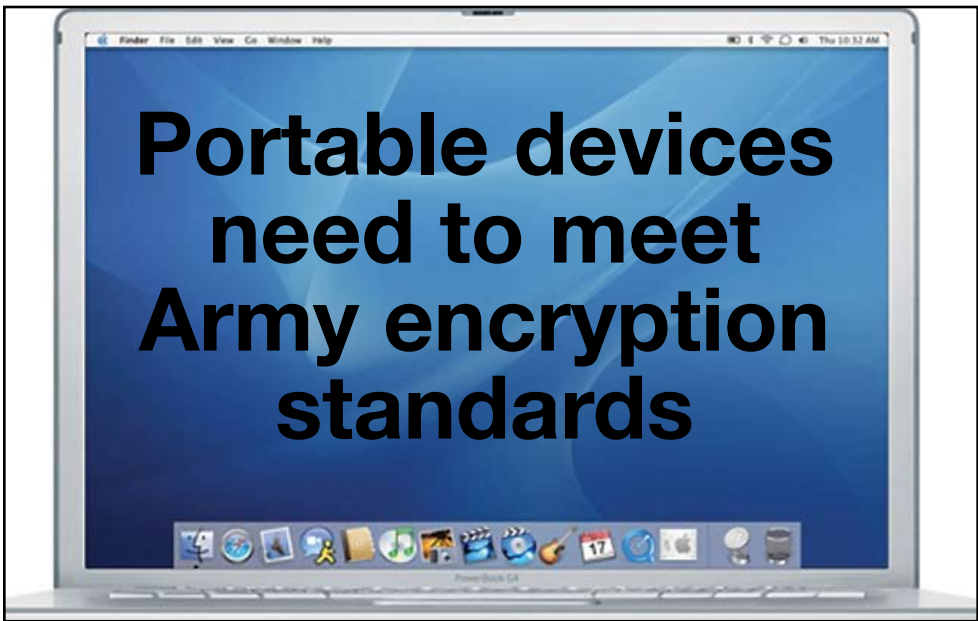 Finder File Edit View Go Window Help Thu 10:32 AM
Portable devices
need to meet
Army encryption
standards
17
PowerBook G4